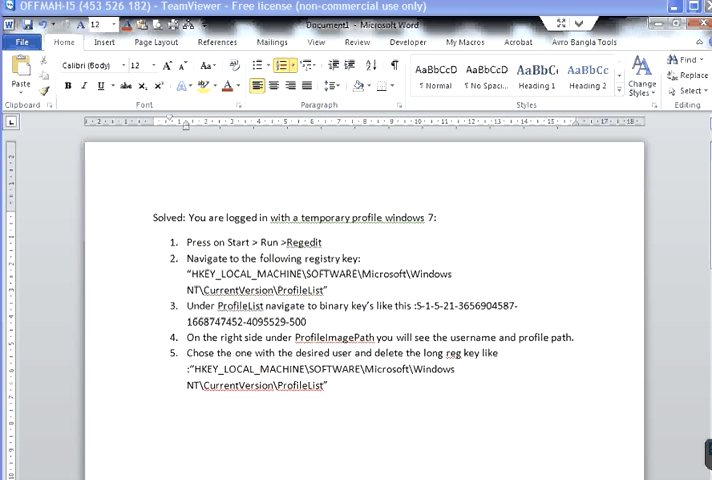 OFFMAH-I5 (453 526 182) - TeamViewer - Free license (non-commercial use only)
Document1 - Microsoft Word
File Home Insert Page Layout References Mailings Review Developer My Macros Acrobat Avro Bangla Tools
Paste
Calibri (Body) 12
AaBbCcD AaBbCcD AaBbC AaBbCc
¶ Normal ¶ No Spaci... Heading 1 Heading 2
Change Styles
Find
Replace
Select
Clipboard Font Paragraph Styles Editing
Solved: You are logged in with a temporary profile windows 7:
1. Press on Start > Run >Regedit
2. Navigate to the following registry key:
“HKEY_LOCAL_MACHINE\SOFTWARE\Microsoft\Windows
NT\CurrentVersion\ProfileList”
3. Under ProfileList navigate to binary key’s like this :S-1-5-21-3656904587-
1668747452-4095529-500
4. On the right side under ProfileImagePath you will see the username and profile path.
5. Chose the one with the desired user and delete the long reg key like
:”HKEY_LOCAL_MACHINE\SOFTWARE\Microsoft\Windows
NT\CurrentVersion\ProfileList”